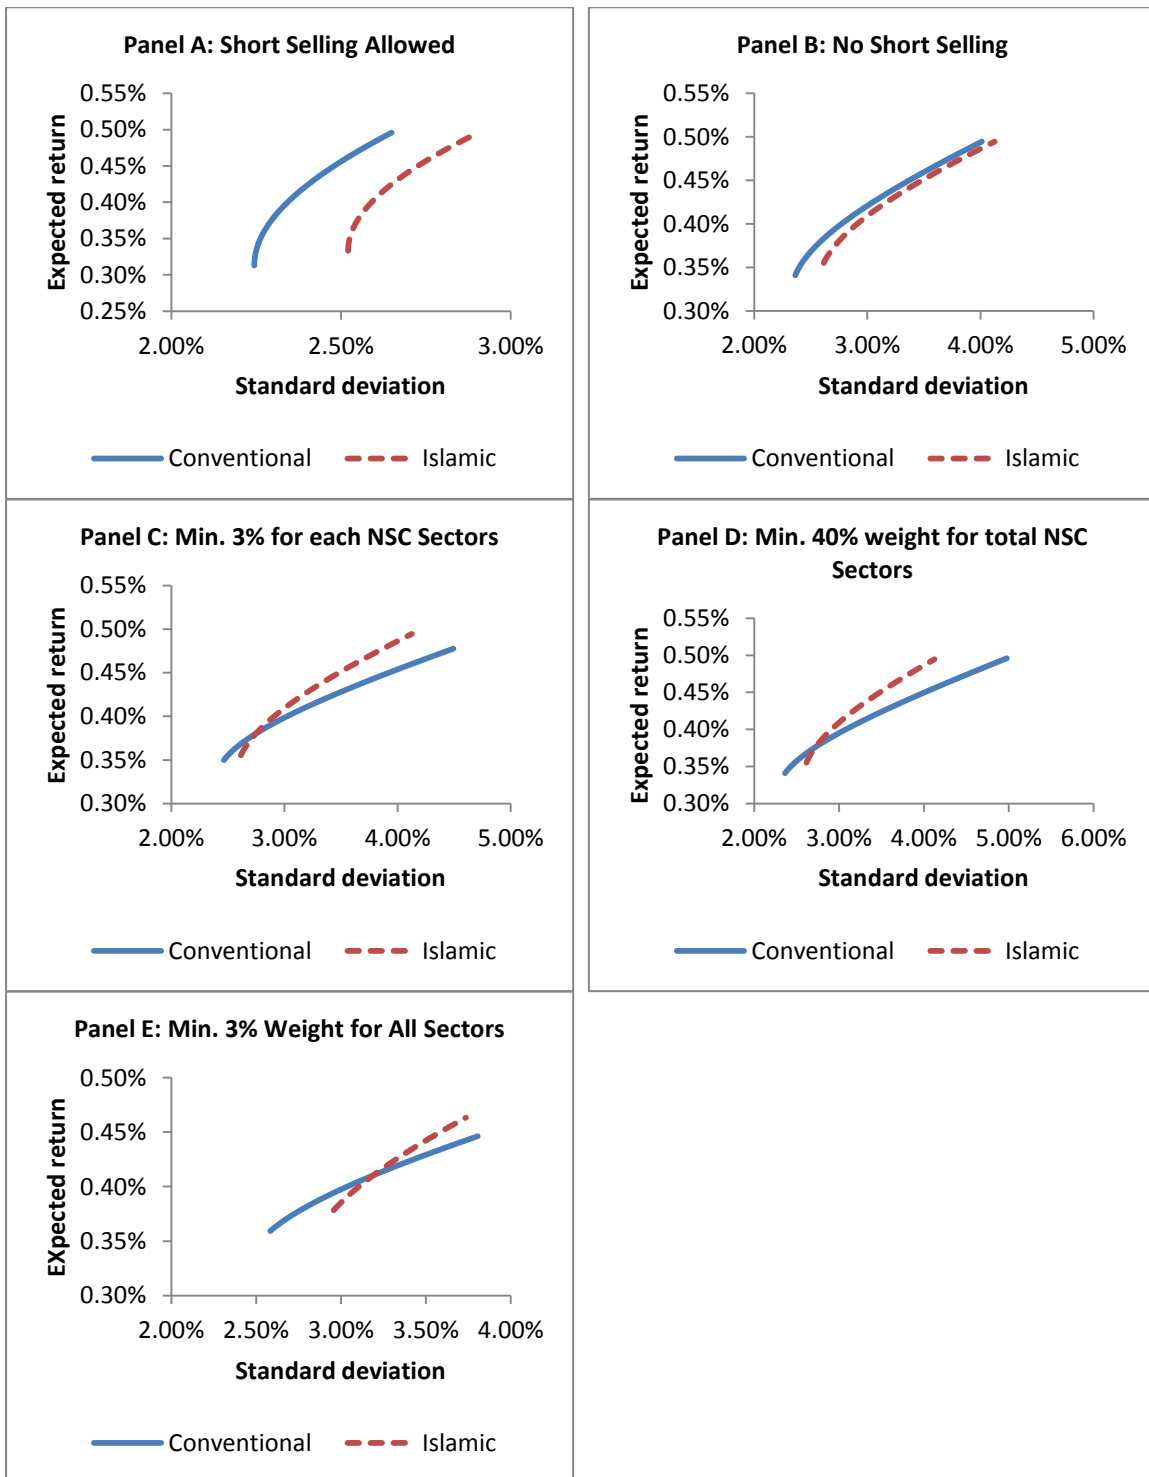 Panel A: Short Selling Allowed
Expected return
0.55%
0.50%
0.45%
0.40%
0.35%
0.30%
0.25%
2.00% 2.50% 3.00%
Standard deviation
Conventional Islamic
Panel B: No Short Selling
Expected return
0.55%
0.50%
0.45%
0.40%
0.35%
0.30%
2.00% 3.00% 4.00% 5.00%
Standard deviation
Conventional Islamic
Panel C: Min. 3% for each NSC Sectors
Expected return
0.55%
0.50%
0.45%
0.40%
0.35%
0.30%
2.00% 3.00% 4.00% 5.00%
Standard deviation
Conventional Islamic
Panel D: Min. 40% weight for total NSC
Sectors
Expected return
0.55%
0.50%
0.45%
0.40%
0.35%
0.30%
2.00% 3.00% 4.00% 5.00% 6.00%
Standard deviation
Conventional Islamic
Panel E: Min. 3% Weight for All Sectors
EXpected return
0.50%
0.45%
0.40%
0.35%
0.30%
2.00% 2.50% 3.00% 3.50% 4.00%
Standard deviation
Conventional Islamic